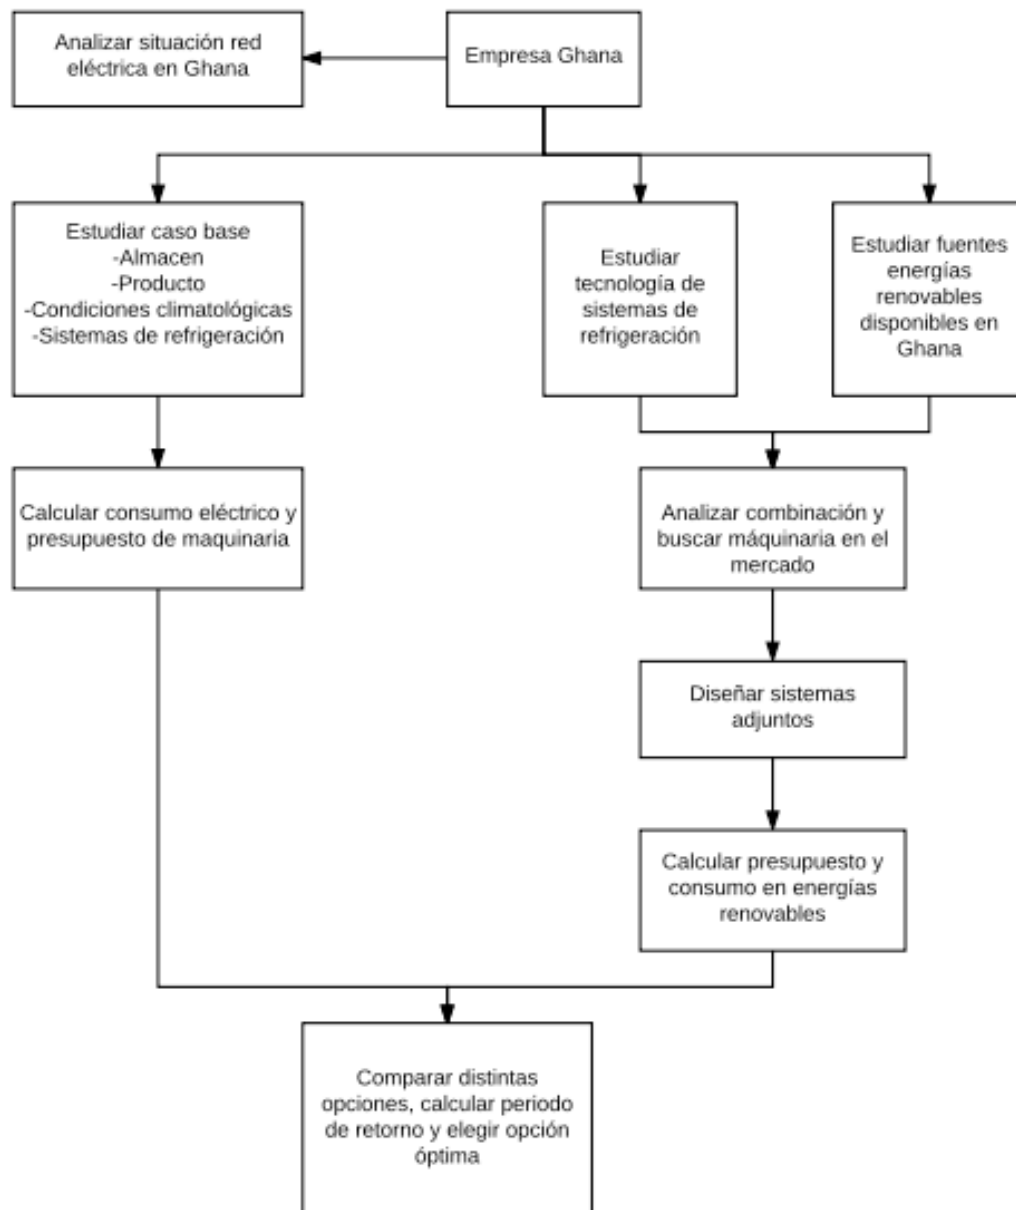 Analizar situación red
eléctrica en Ghana
Empresa Ghana
Estudiar caso base
-Almacen
-Producto
-Condiciones climatológicas
-Sistemas de refrigeración
Estudiar
tecnología de
sistemas de
refrigeración
Estudiar fuentes
energías
renovables
disponibles en
Ghana
Calcular consumo eléctrico y
presupuesto de maquinaria
Analizar combinación y
buscar máquinaria en el
mercado
Diseñar sistemas
adjuntos
Calcular presupuesto y
consumo en energías
renovables
Comparar distintas
opciones, calcular periodo
de retorno y elegir opción
óptima